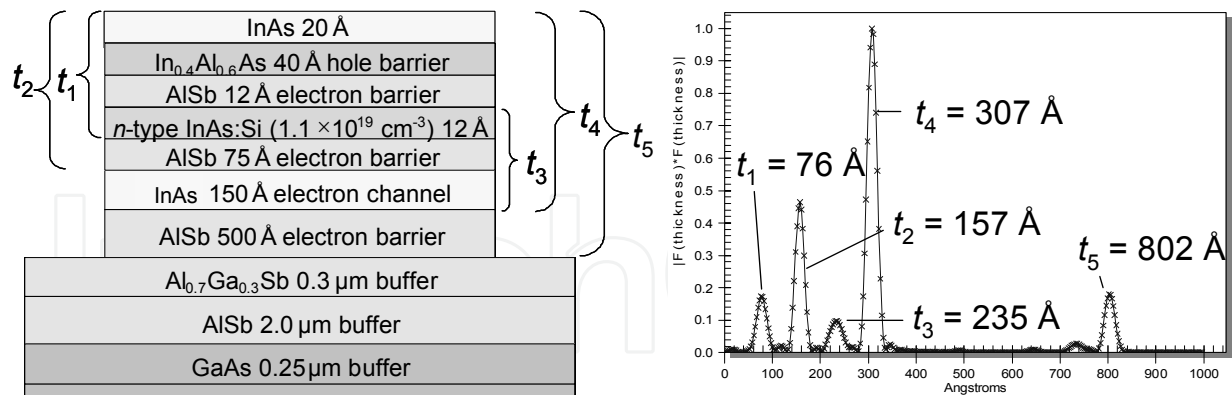 InAs 20 Å
In0.4Al0.6As 40 Å hole barrier
AlSb 12 Å electron barrier
n-type InAs:Si (1.1 ×10^19 cm^-3) 12 Å
AlSb 75 Å electron barrier
InAs 150 Å electron channel
AlSb 500 Å electron barrier
Al0.7Ga0.3Sb 0.3 µm buffer
AlSb 2.0 µm buffer
GaAs 0.25 µm buffer
t2
t1
t3
t4
t5
|F(thickness)*F(thickness)|
1.0
0.9
0.8
0.7
0.6
0.5
0.4
0.3
0.2
0.1
0.0
t1 = 76 Å
t4 = 307 Å
t2 = 157 Å
t5 = 802 Å
t3 = 235 Å
0 100 200 300 400 500 600 700 800 900 1000
Angstroms